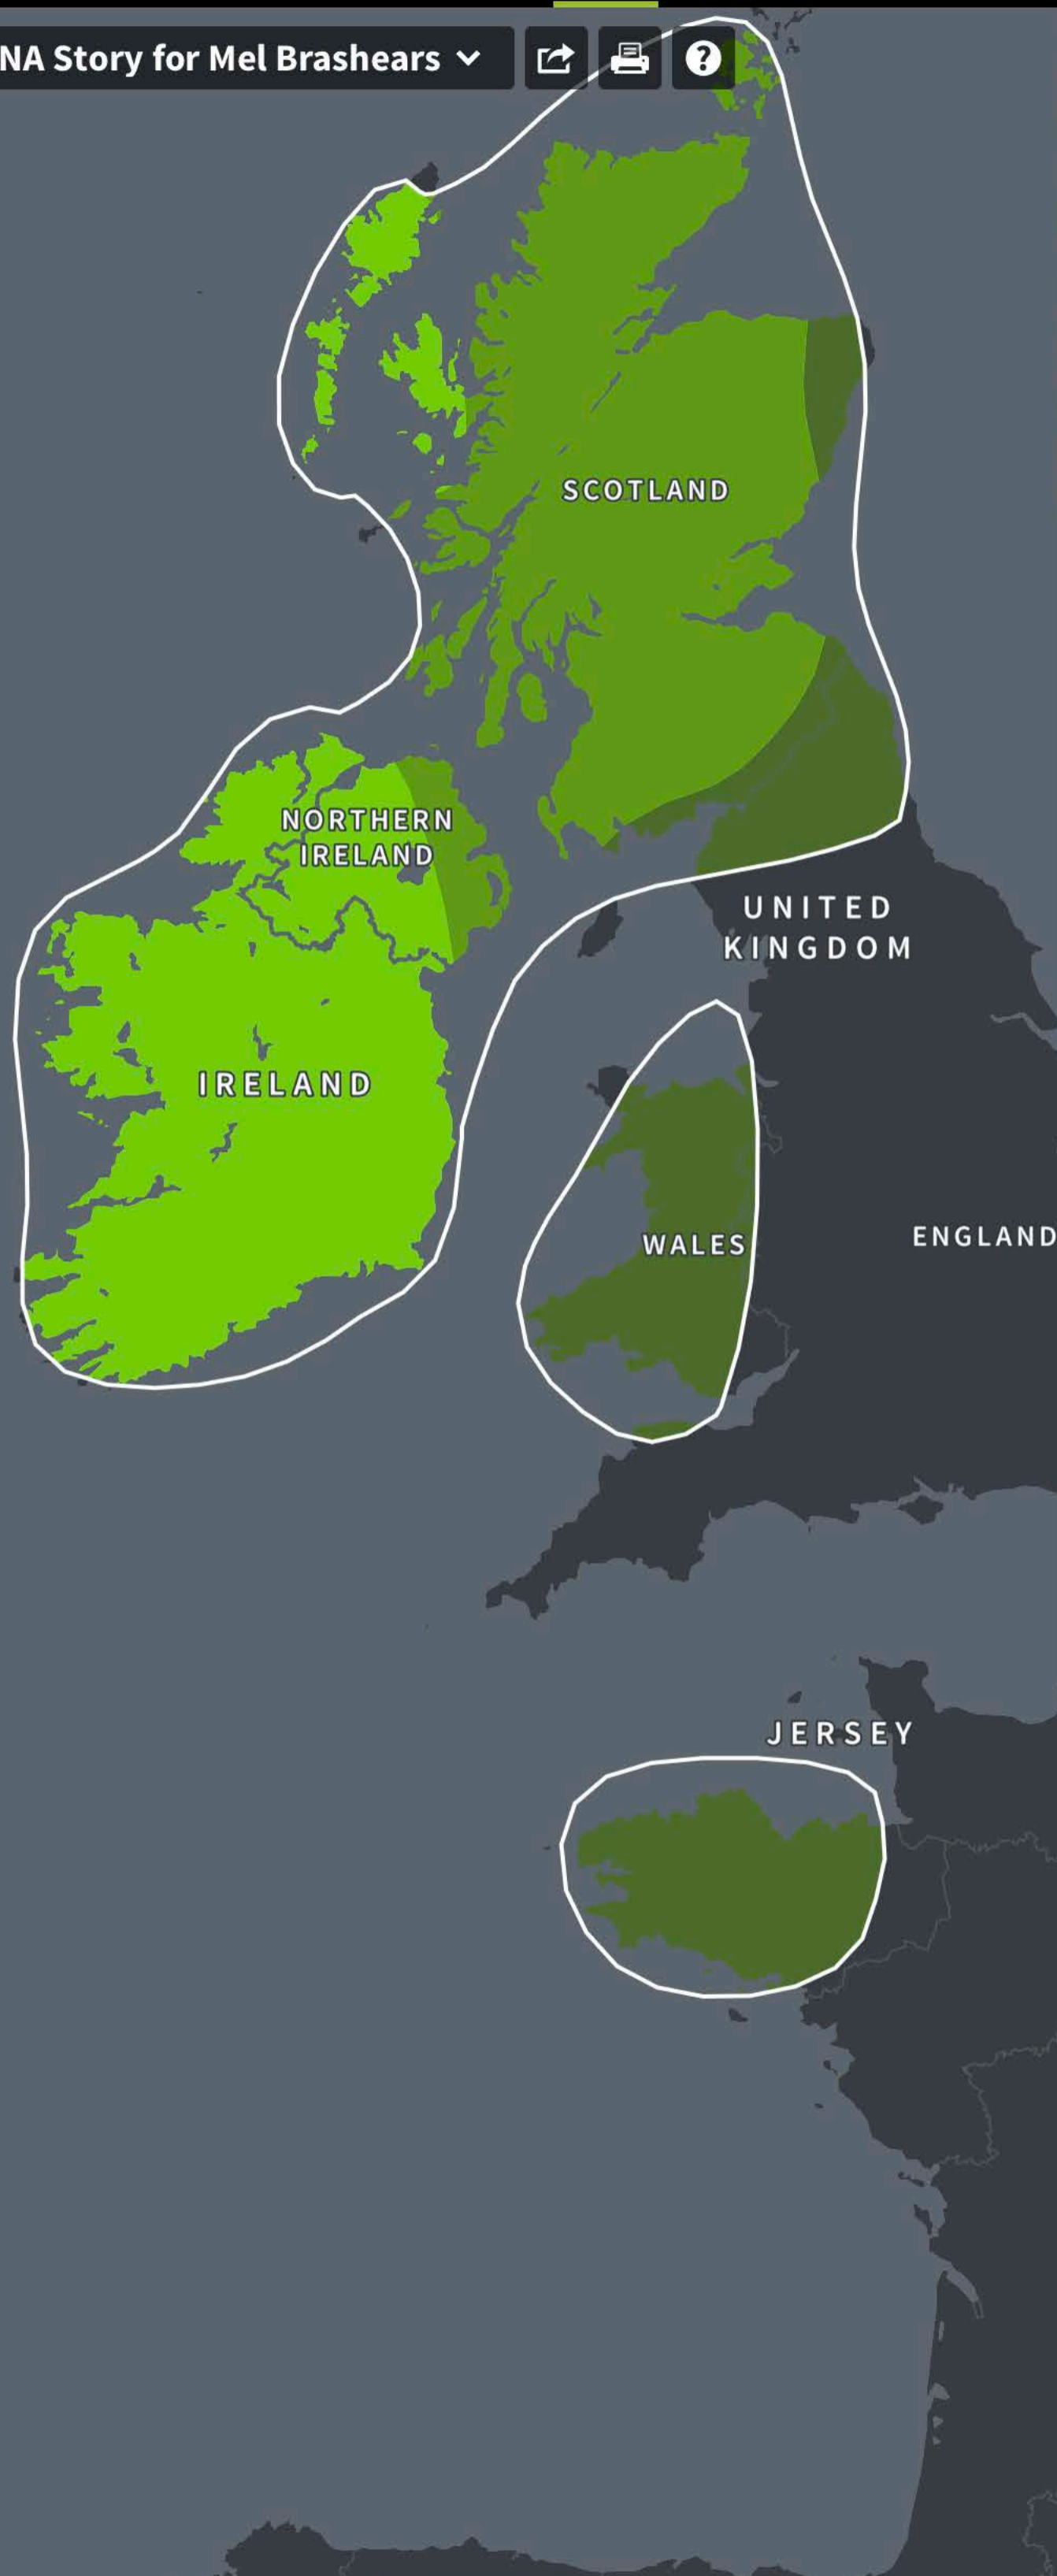 NA Story for Mel Brashears
?
SCOTLAND
NORTHERN
IRELAND
UNITED
KINGDOM
IRELAND
WALES
ENGLAND
JERSEY